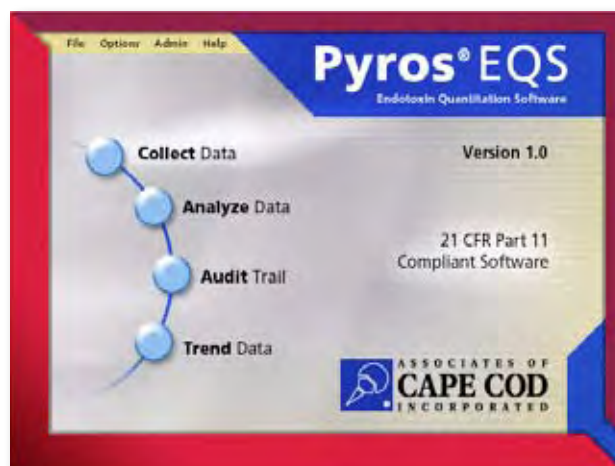 File Options Admin Help
Pyros® EQS
Endotoxin Quantitation Software
Collect Data
Version 1.0
Analyze Data
21 CFR Part 11
Compliant Software
Audit Trail
Trend Data
ASSOCIATES OF
CAPE COD
INCORPORATED